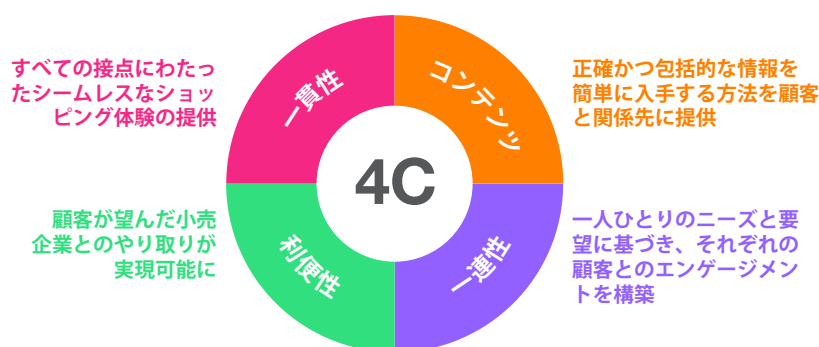 すべての接点にわたっ
たシームレスなショッ
ピング体験の提供
一貫性
コンテンツ
正確かつ包括的な情報を
簡単に入手する方法を顧客
と関係先に提供
4C
顧客が望んだ小売
企業とのやり取りが
実現可能に
利便性
一連性
一人ひとりのニーズと要
望に基づき、それぞれの
顧客とのエンゲージメン
トを構築